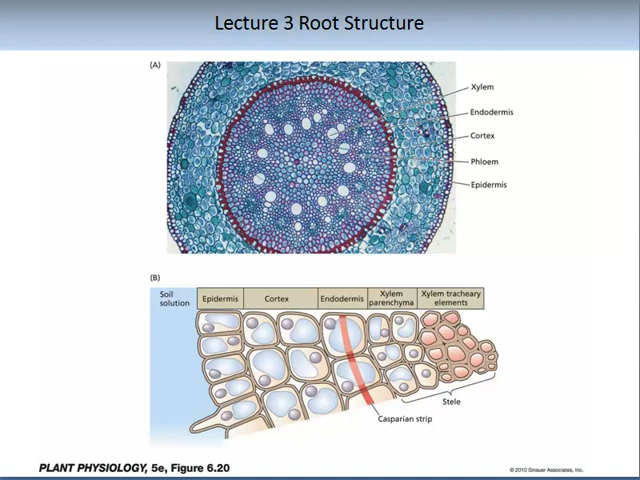 Lecture 3 Root Structure
(A)
Xylem
Endodermis
Cortex
Phloem
Epidermis
(B)
Soil
solution
Epidermis
Cortex
Endodermis
Xylem
parenchyma
Xylem tracheary
elements
Stele
Casparian strip
PLANT PHYSIOLOGY, 5e, Figure 6.20
© 2010 Sinauer Associates, Inc.